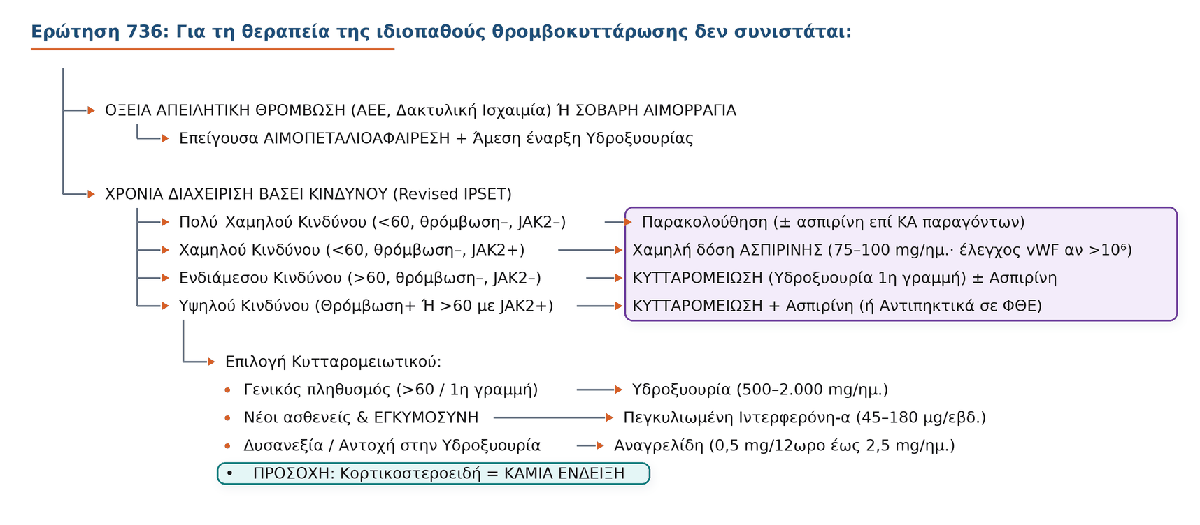 Ερώτηση 736: Για τη θεραπεία της ιδιοπαθούς θρομβοκυττάρωσης δεν συνιστάται:
ΟΞΕΙΑ ΑΠΕΙΛΗΤΙΚΗ ΘΡΟΜΒΩΣΗ (ΑΕΕ, Δακτυλική Ισχαιμία) Ή ΣΟΒΑΡΗ ΑΙΜΟΡΡΑΓΙΑ
Επείγουσα ΑΙΜΟΠΕΤΑΛΙΟΑΦΑΙΡΕΣΗ + Άμεση έναρξη Υδροξυουρίας
ΧΡΟΝΙΑ ΔΙΑΧΕΙΡΙΣΗ ΒΑΣΕΙ ΚΙΝΔΥΝΟΥ (Revised IPSET)
Πολύ Χαμηλού Κινδύνου (<60, θρόμβωση–, JAK2–) Παρακολούθηση (± ασπιρίνη επί ΚΑ παραγόντων)
Χαμηλού Κινδύνου (<60, θρόμβωση–, JAK2+) Χαμηλή δόση ΑΣΠΙΡΙΝΗΣ (75–100 mg/ημ.· έλεγχος vWF αν >10⁶)
Ενδιάμεσου Κινδύνου (>60, θρόμβωση–, JAK2–) ΚΥΤΤΑΡΟΜΕΙΩΣΗ (Υδροξυουρία 1η γραμμή) ± Ασπιρίνη
Υψηλού Κινδύνου (Θρόμβωση+ Ή >60 με JAK2+) ΚΥΤΤΑΡΟΜΕΙΩΣΗ + Ασπιρίνη (ή Αντιπηκτικά σε ΦΘΕ)
Επιλογή Κυτταρομειωτικού:
• Γενικός πληθυσμός (>60 / 1η γραμμή) Υδροξυουρία (500–2.000 mg/ημ.)
• Νέοι ασθενείς & ΕΓΚΥΜΟΣΥΝΗ Πεγκυλιωμένη Ιντερφερόνη-α (45–180 μg/εβδ.)
• Δυσανεξία / Αντοχή στην Υδροξυουρία Αναγρελίδη (0,5 mg/12ωρο έως 2,5 mg/ημ.)
• ΠΡΟΣΟΧΗ: Κορτικοστεροειδή = ΚΑΜΙΑ ΕΝΔΕΙΞΗ